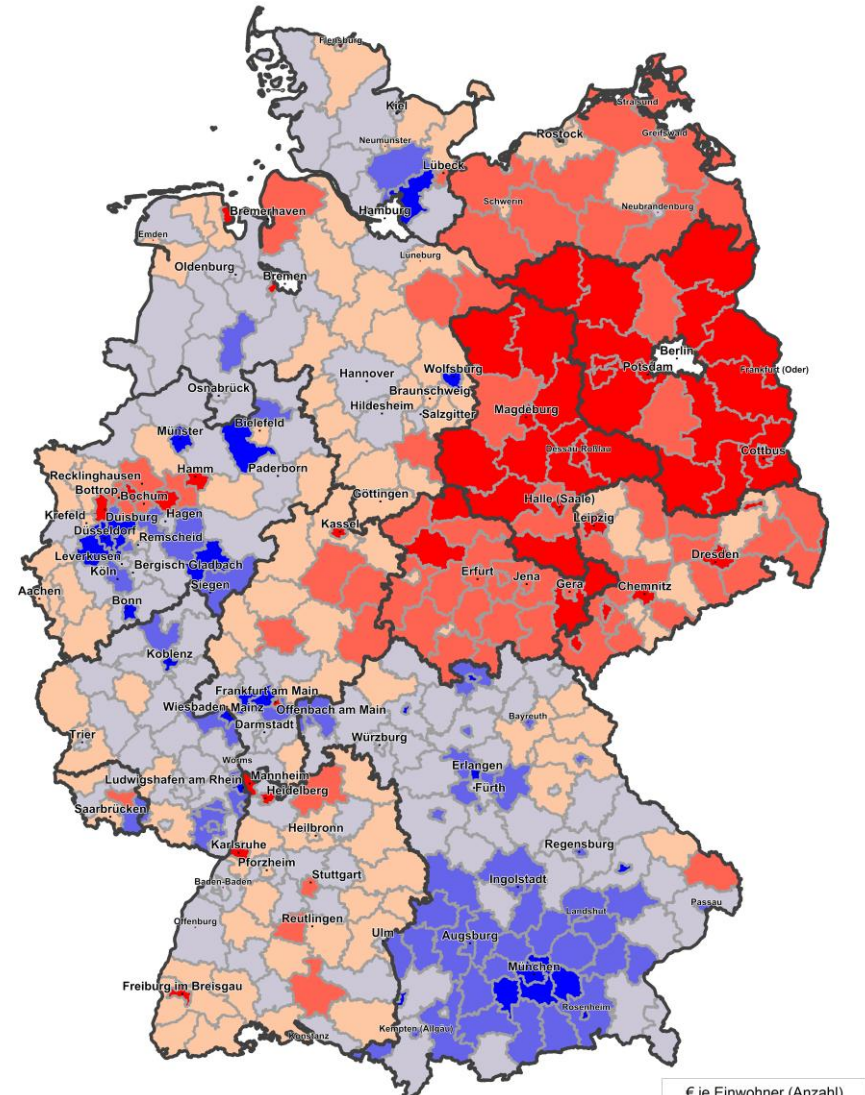 Flensburg
Kiel
Stralsund
Rostock
Greifswald
Neumünster
Lübeck
Schwerin
Neubrandenburg
Bremerhaven
Hamburg
Emden
Lüneburg
Oldenburg
Bremen
Berlin
Potsdam
Frankfurt (Oder)
Wolfsburg
Hannover
Osnabrück
Braunschweig
Hildesheim
Salzgitter
Magdeburg
Münster
Bielefeld
Dessau-Roßlau
Cottbus
Paderborn
Recklinghausen
Hamm
Bottrop
Bochum
Göttingen
Halle (Saale)
Krefeld
Duisburg
Hagen
Leipzig
Kassel
Düsseldorf
Remscheid
Dresden
Leverkusen
Köln
Bergisch Gladbach
Erfurt
Jena
Gera
Chemnitz
Siegen
Aachen
Bonn
Koblenz
Frankfurt am Main
Wiesbaden
Mainz
Offenbach am Main
Darmstadt
Bayreuth
Trier
Würzburg
Worms
Erlangen
Ludwigshafen am Rhein
Mannheim
Fürth
Heidelberg
Saarbrücken
Heilbronn
Karlsruhe
Regensburg
Pforzheim
Stuttgart
Baden-Baden
Ingolstadt
Passau
Landshut
Offenburg
Reutlingen
Ulm
Augsburg
München
Freiburg im Breisgau
Rosenheim
Kempten (Allgäu)
Konstanz
€ je Einwohner (Anzahl)